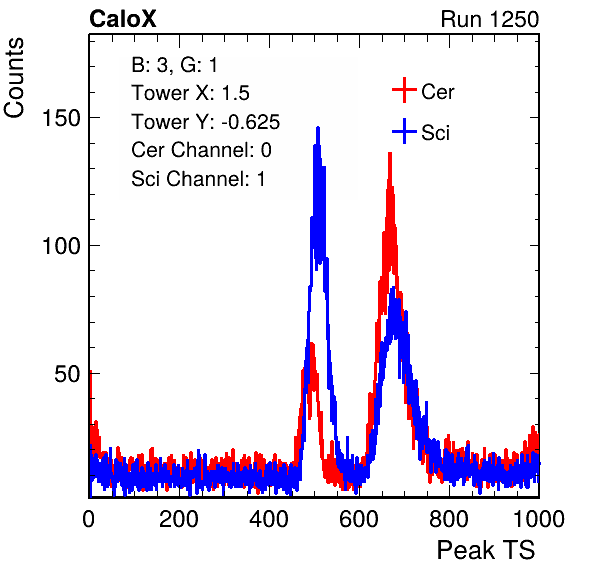 CaloX Run 1250
Counts
B: 3, G: 1
Tower X: 1.5
Tower Y: -0.625
Cer Channel: 0
Sci Channel: 1
Cer
Sci
150
100
50
0 200 400 600 800 1000
Peak TS